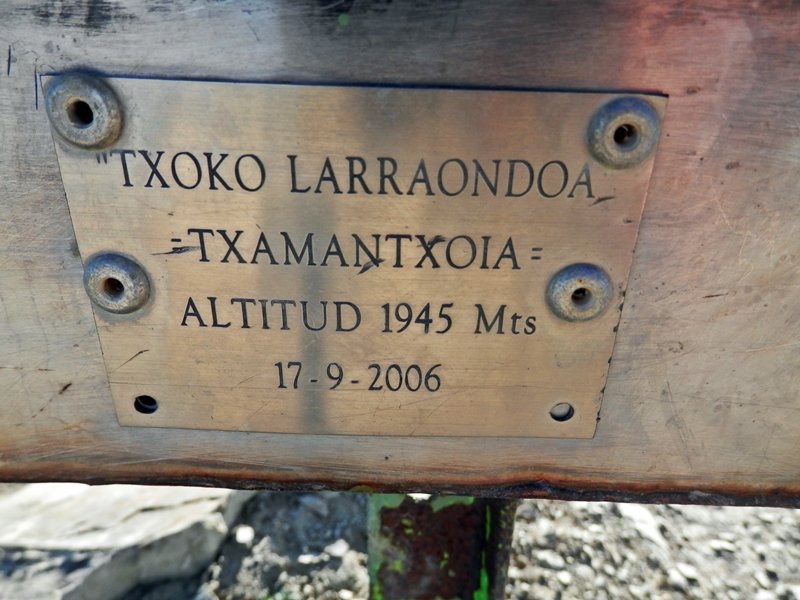 "TXOKO LARRAONDOA
=TXAMANTXOIA=
ALTITUD 1945 Mts
17-9-2006